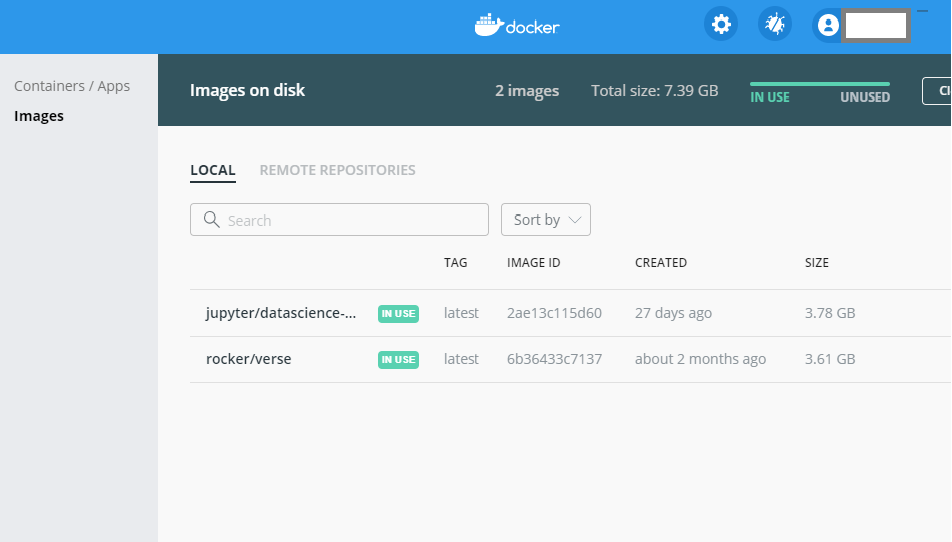 docker
Containers / Apps
Images
Images on disk
2 images
Total size: 7.39 GB
IN USE
UNUSED
LOCAL
REMOTE REPOSITORIES
Search
Sort by
TAG IMAGE ID CREATED SIZE
jupyter/datascience-... IN USE latest 2ae13c115d60 27 days ago 3.78 GB
rocker/verse IN USE latest 6b36433c7137 about 2 months ago 3.61 GB